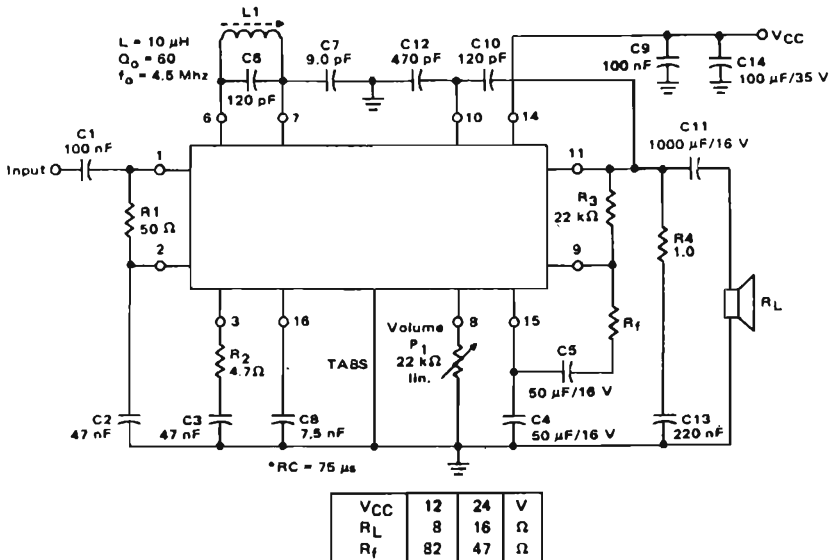 L1
L = 10 μH
Qo = 60
fo = 4.5 Mhz
C6
120 pF
C7
9.0 pF
C12
470 pF
C10
120 pF
C9
100 nF
VCC
C14
100 μF/35 V
6
7
10
14
C1
100 nF
Input
1
11
C11
1000 μF/16 V
R1
50 Ω
R3
22 kΩ
R4
1.0
2
9
RL
3
16
Volume
P1
22 kΩ
lin.
8
15
Rf
R2
4.7Ω
TABS
C5
50 μF/16 V
C2
47 nF
C3
47 nF
C8
7.5 nF
C4
50 μF/16 V
C13
220 nF
*RC = 75 μs
VCC 12 24 V
RL 8 16 Ω
Rf 82 47 Ω